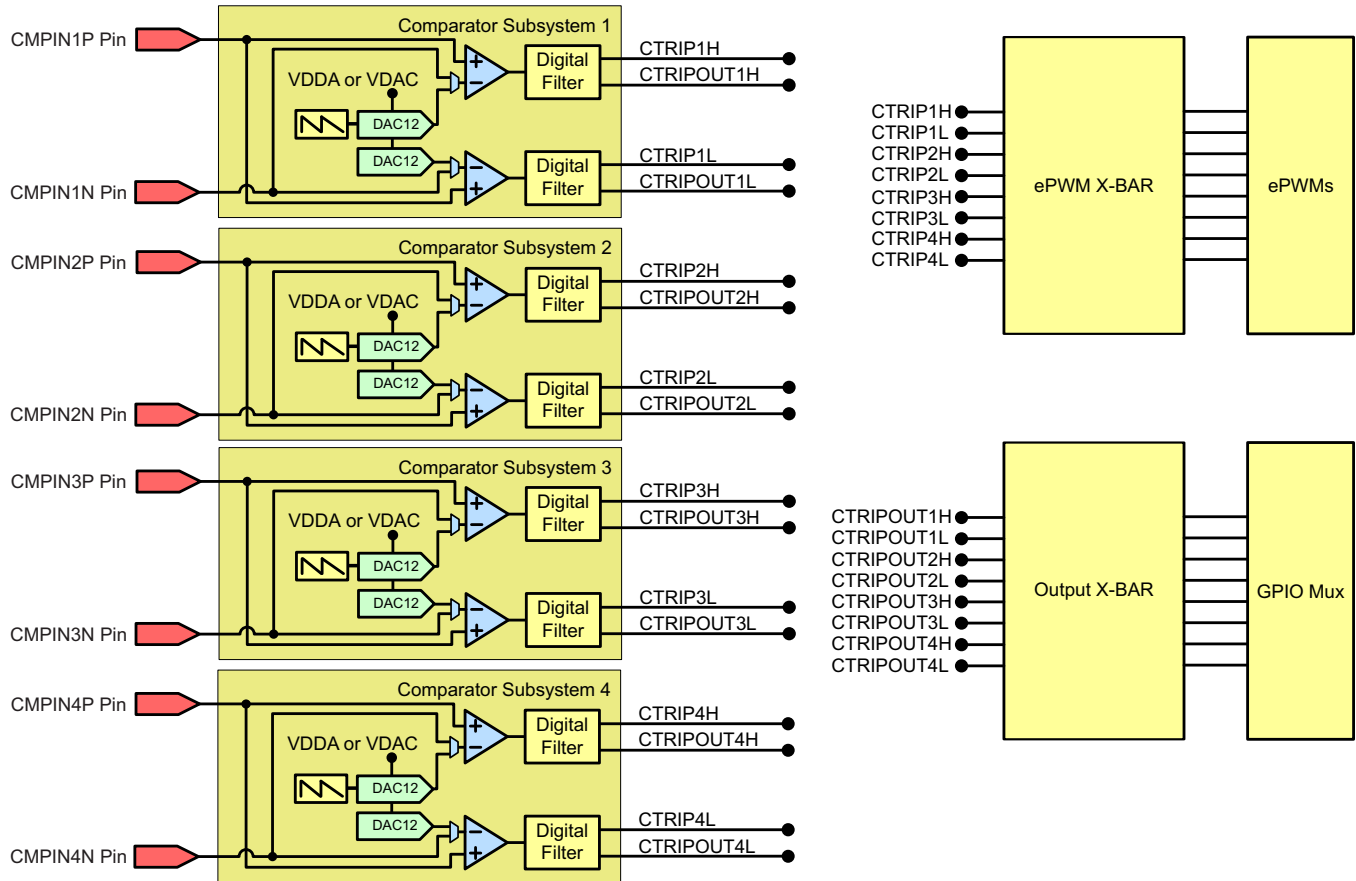 Comparator Subsystem 1
CMPIN1P Pin
VDDA or VDAC
DAC12
DAC12
Digital
Filter
CTRIP1H
CTRIPOUT1H
Digital
Filter
CTRIP1L
CTRIPOUT1L
CMPIN1N Pin
Comparator Subsystem 2
CMPIN2P Pin
VDDA or VDAC
DAC12
DAC12
Digital
Filter
CTRIP2H
CTRIPOUT2H
Digital
Filter
CTRIP2L
CTRIPOUT2L
CMPIN2N Pin
Comparator Subsystem 3
CMPIN3P Pin
VDDA or VDAC
DAC12
DAC12
Digital
Filter
CTRIP3H
CTRIPOUT3H
Digital
Filter
CTRIP3L
CTRIPOUT3L
CMPIN3N Pin
Comparator Subsystem 4
CMPIN4P Pin
VDDA or VDAC
DAC12
DAC12
Digital
Filter
CTRIP4H
CTRIPOUT4H
Digital
Filter
CTRIP4L
CTRIPOUT4L
CMPIN4N Pin
CTRIP1H
CTRIP1L
CTRIP2H
CTRIP2L
CTRIP3H
CTRIP3L
CTRIP4H
CTRIP4L
ePWM X-BAR
ePWMs
CTRIPOUT1H
CTRIPOUT1L
CTRIPOUT2H
CTRIPOUT2L
CTRIPOUT3H
CTRIPOUT3L
CTRIPOUT4H
CTRIPOUT4L
Output X-BAR
GPIO Mux